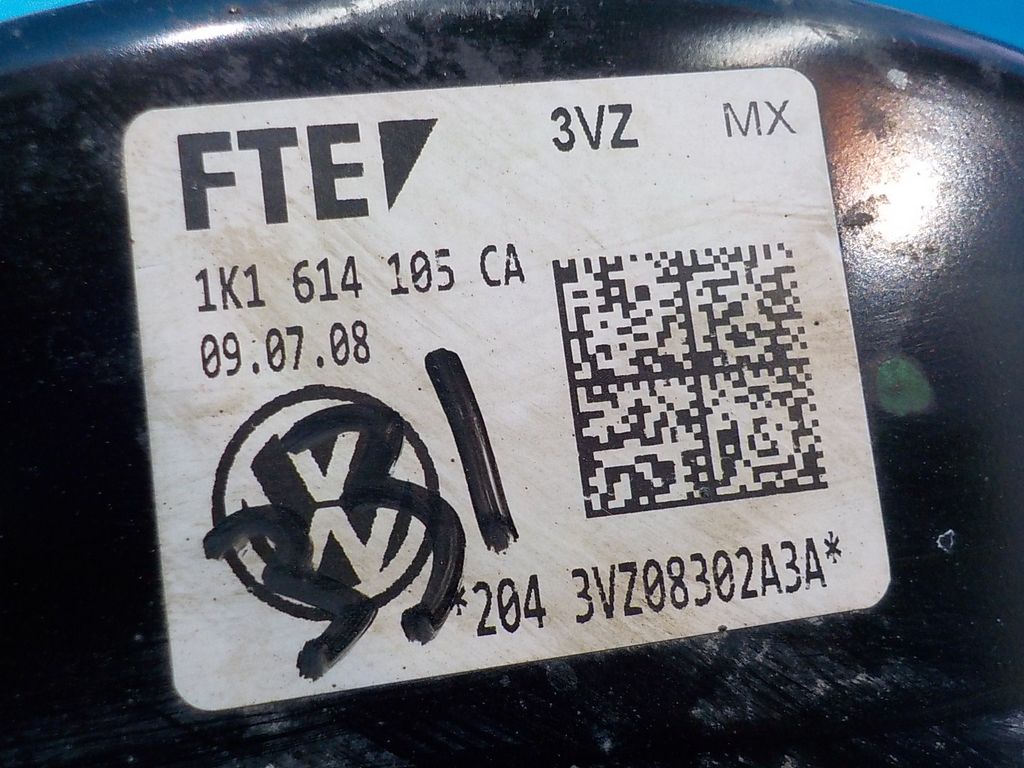 FTE 3VZ MX
1K1 614 105 CA
09.07.08
*204 3VZ08302A3A*